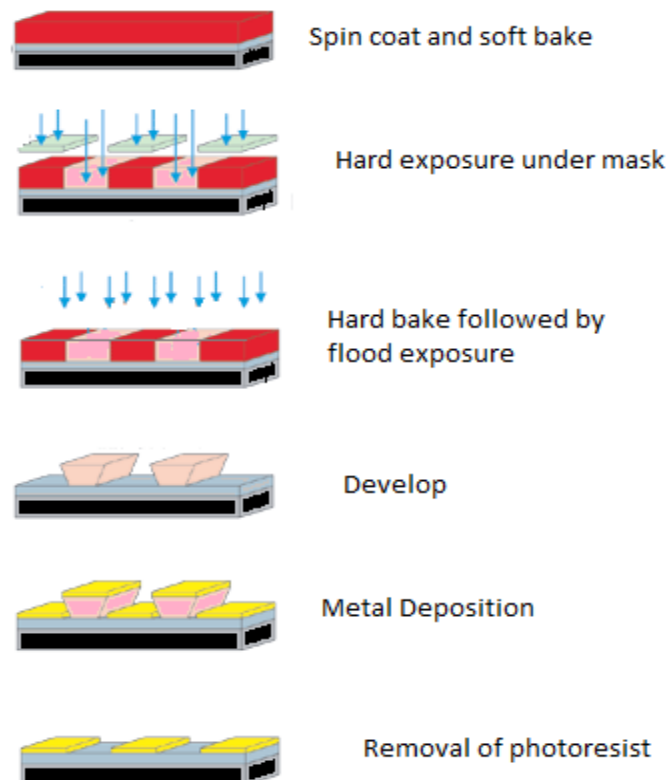 Spin coat and soft bake
Hard exposure under mask
Hard bake followed by
flood exposure
Develop
Metal Deposition
Removal of photoresist